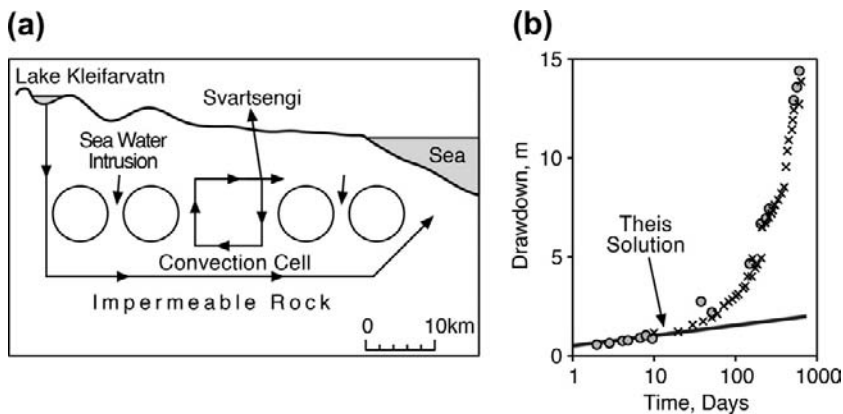 (a)
Lake Kleifarvatn
Svartsengi
Sea Water
Intrusion
Sea
Convection Cell
Impermeable Rock
0 10km
(b)
15
10
5
0
Drawdown, m
Theis
Solution
1 10 100 1000
Time, Days